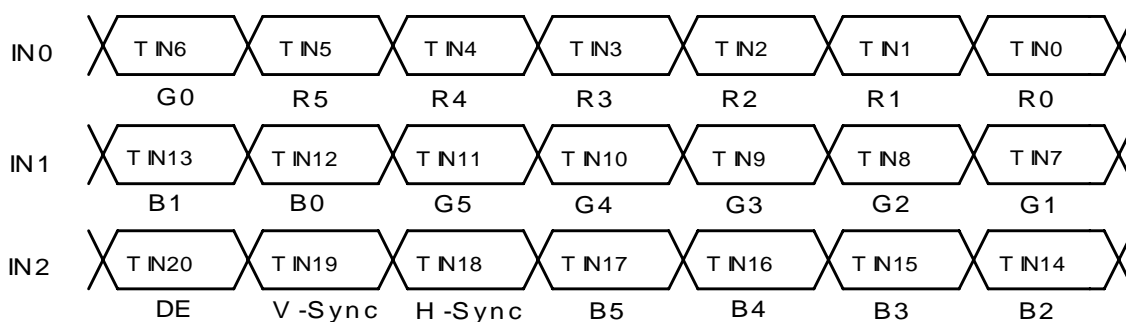 IN0 TIN6 TIN5 TIN4 TIN3 TIN2 TIN1 TIN0
G0 R5 R4 R3 R2 R1 R0
IN1 TIN13 TIN12 TIN11 TIN10 TIN9 TIN8 TIN7
B1 B0 G5 G4 G3 G2 G1
IN2 TIN20 TIN19 TIN18 TIN17 TIN16 TIN15 TIN14
DE V-Sync H-Sync B5 B4 B3 B2